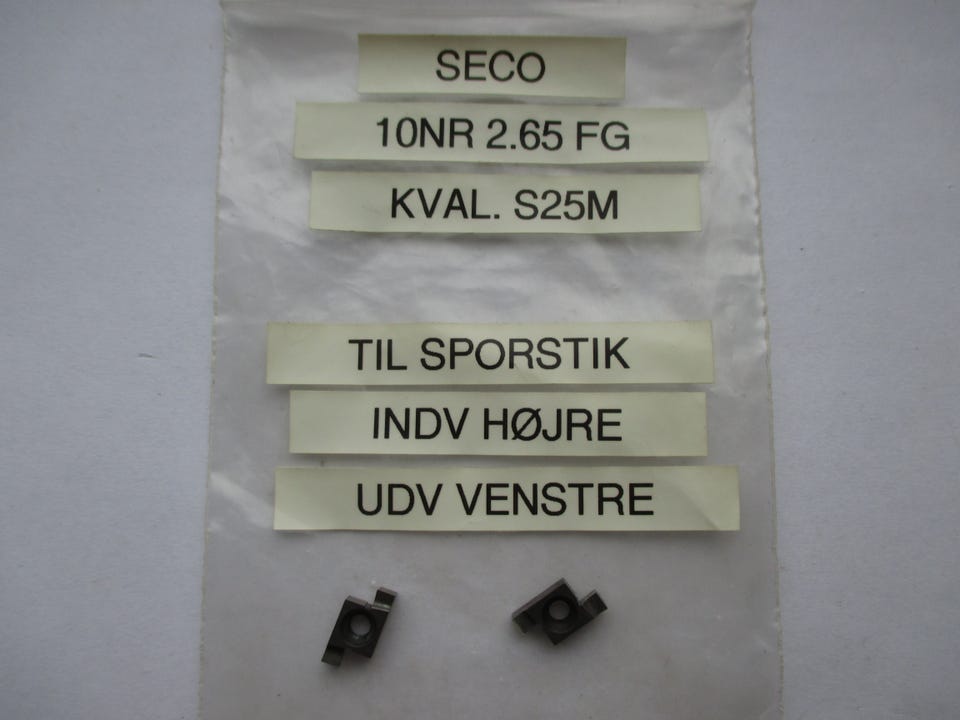 SECO
10NR 2.65 FG
KVAL. S25M
TIL SPORSTIK
INDV HØJRE
UDV VENSTRE